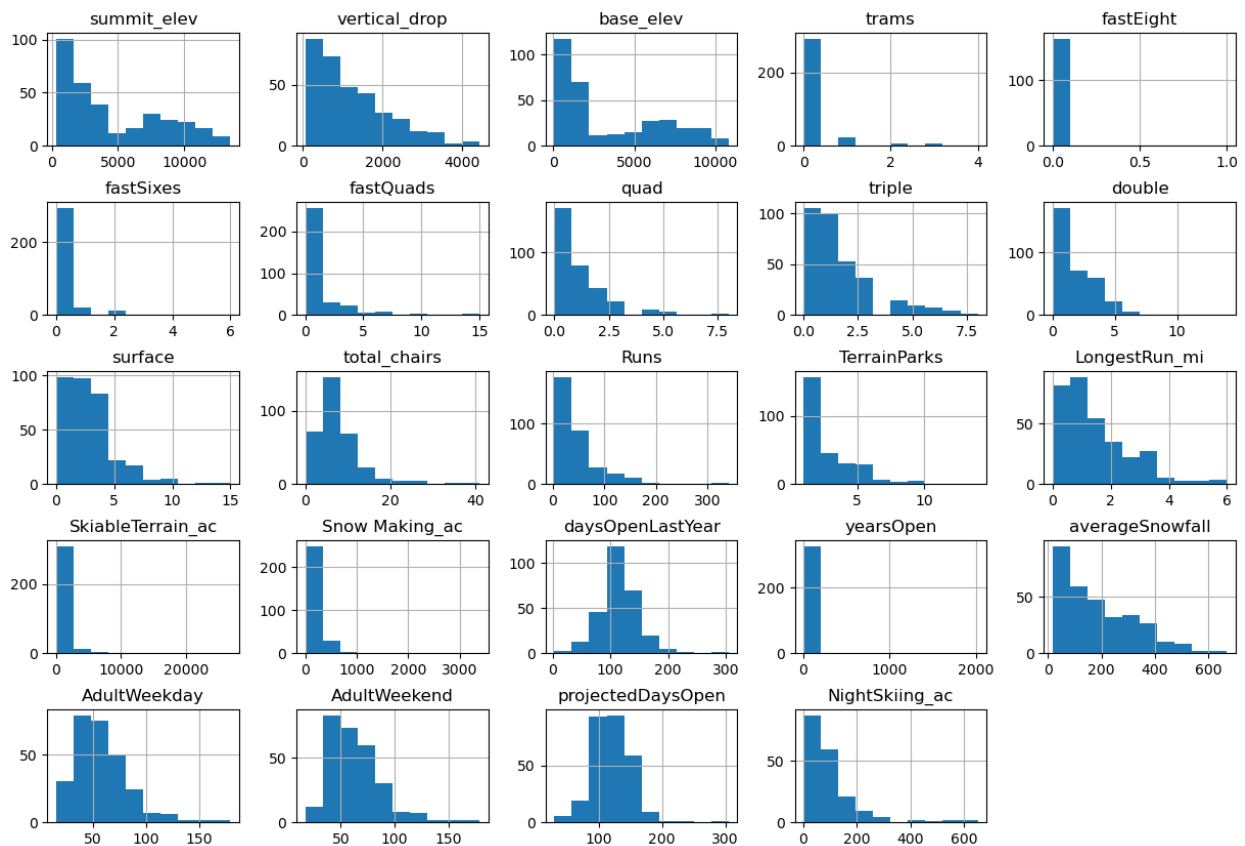 summit_elev vertical_drop base_elev trams fastEight
100
50
0
0 5000 10000
50
0
0 2000 4000
100
50
0
0 5000 10000
200
0
0 2 4
100
0
0.0 0.5 1.0
fastSixes fastQuads quad triple double
200
0
0 2 4 6
200
100
0
0 5 10 15
100
0
0.0 2.5 5.0 7.5
100
50
0
0.0 2.5 5.0 7.5
100
0
0 5 10
surface total_chairs Runs TerrainParks LongestRun_mi
100
50
0
0 5 10 15
100
0
0 20 40
100
0
0 100 200 300
100
0
5 10
50
0
0 2 4 6
SkiableTerrain_ac Snow Making_ac daysOpenLastYear yearsOpen averageSnowfall
200
0
0 10000 20000
200
100
0
0 1000 2000 3000
100
50
0
0 100 200 300
200
0
0 1000 2000
50
0
0 200 400 600
AdultWeekday AdultWeekend projectedDaysOpen NightSkiing_ac
50
0
50 100 150
50
0
50 100 150
50
0
100 200 300
50
0
0 200 400 600